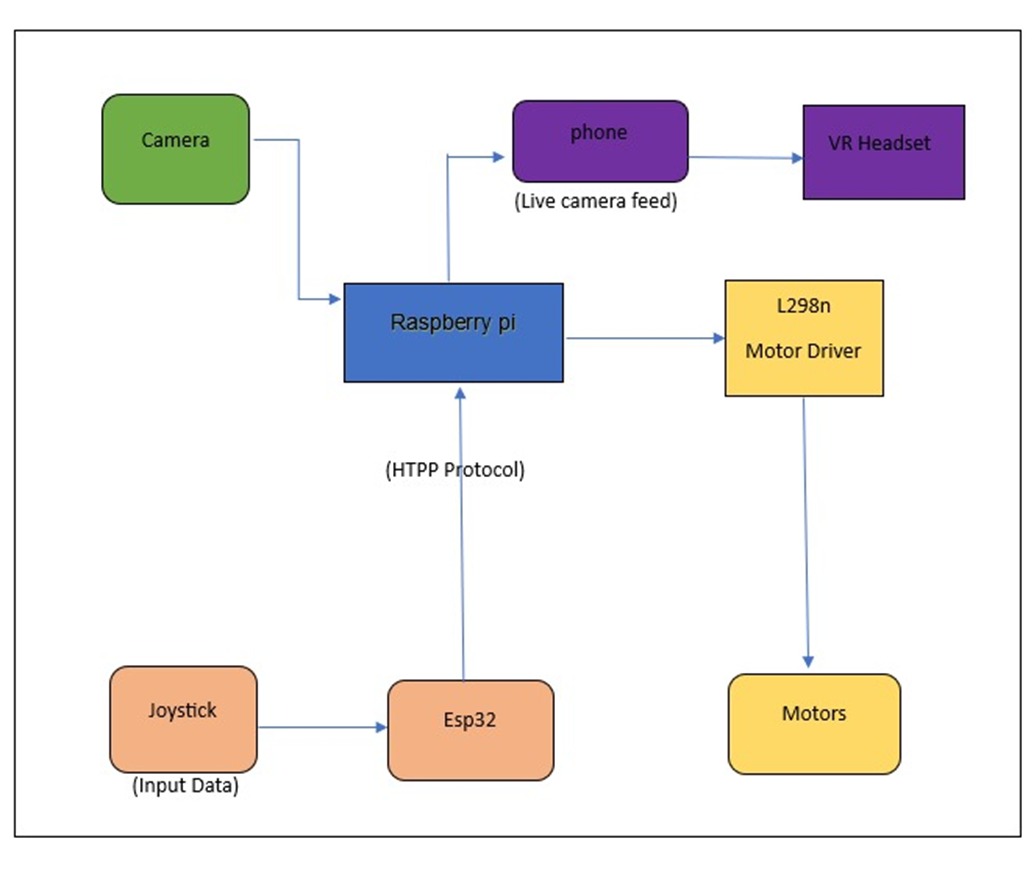 Camera
phone
VR Headset
(Live camera feed)
Raspberry pi
L298n
Motor Driver
(HTPP Protocol)
Joystick
(Input Data)
Esp32
Motors